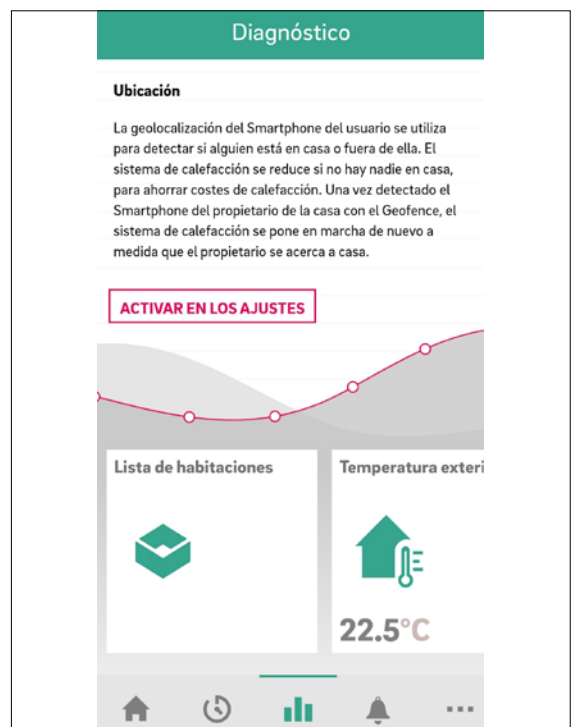 Diagnóstico
Ubicación
La geolocalización del Smartphone del usuario se utiliza
para detectar si alguien está en casa o fuera de ella. El
sistema de calefacción se reduce si no hay nadie en casa,
para ahorrar costes de calefacción. Una vez detectado el
Smartphone del propietario de la casa con el Geofence, el
sistema de calefacción se pone en marcha de nuevo a
medida que el propietario se acerca a casa.
ACTIVAR EN LOS AJUSTES
Lista de habitaciones
Temperatura exteri
22.5°C